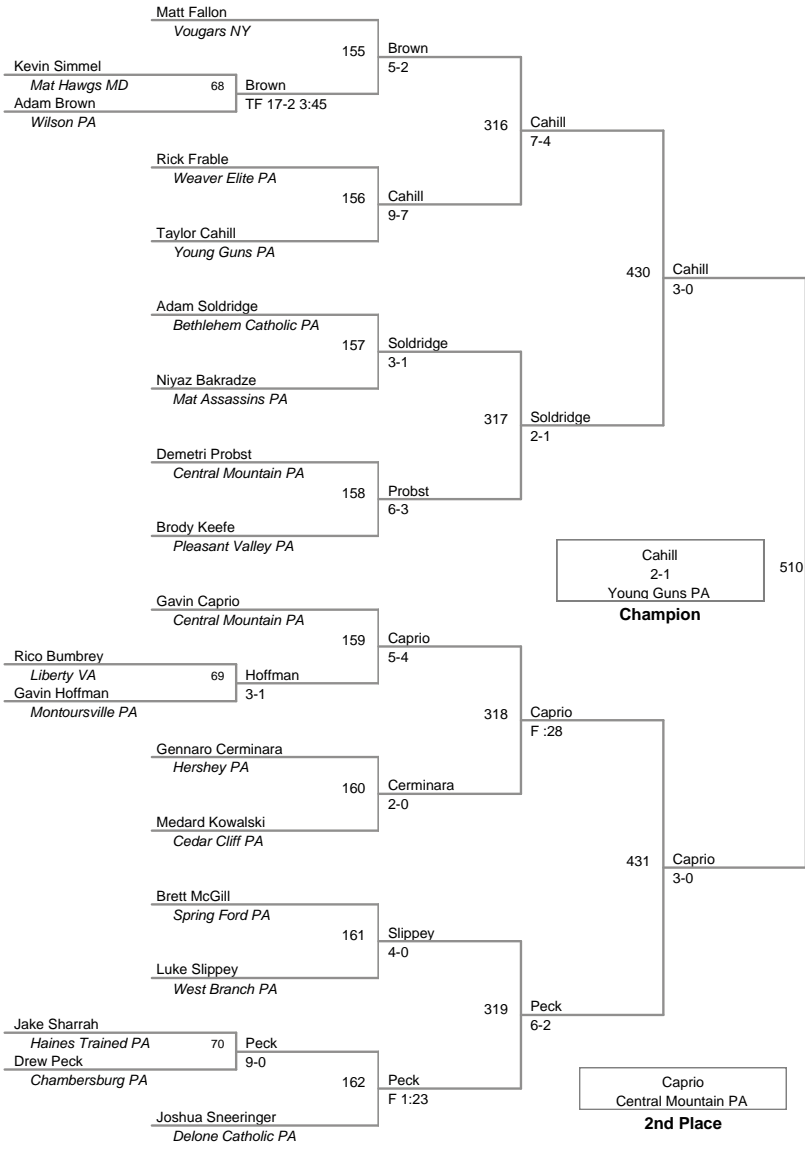 Matt Fallon
Vougars NY
155
Brown
5-2
Kevin Simmel
Mat Hawgs MD
68
Brown
Adam Brown
TF 17-2 3:45
Wilson PA
316
Cahill
7-4
Rick Frable
Weaver Elite PA
156
Cahill
9-7
Taylor Cahill
Young Guns PA
430
Cahill
3-0
Adam Soldridge
Bethlehem Catholic PA
157
Soldridge
3-1
Niyaz Bakradze
Mat Assassins PA
317
Soldridge
2-1
Demetri Probst
Central Mountain PA
158
Probst
6-3
Brody Keefe
Pleasant Valley PA
Cahill
2-1
Young Guns PA
510
Champion
Gavin Caprio
Central Mountain PA
159
Caprio
5-4
Rico Bumbrey
Liberty VA
69
Hoffman
Gavin Hoffman
3-1
Montoursville PA
318
Caprio
F :28
Gennaro Cerminara
Hershey PA
160
Cerminara
2-0
Medard Kowalski
Cedar Cliff PA
431
Caprio
3-0
Brett McGill
Spring Ford PA
161
Slippey
4-0
Luke Slippey
West Branch PA
319
Peck
6-2
Jake Sharrah
Haines Trained PA
70
Peck
Drew Peck
9-0
Chambersburg PA
162
Peck
F 1:23
Joshua Sneeringer
Delone Catholic PA
Caprio
Central Mountain PA
2nd Place